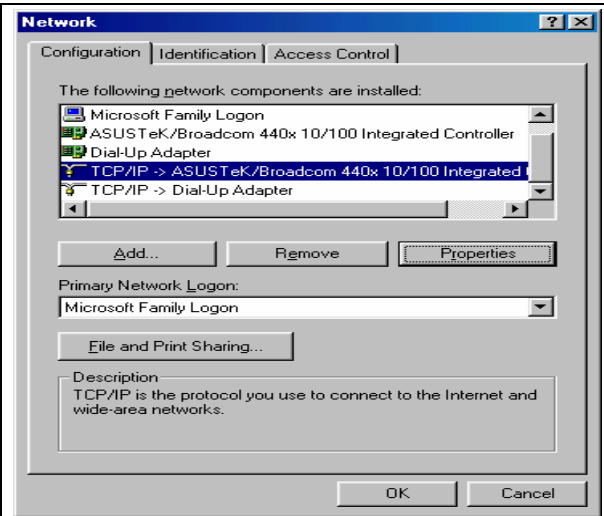 Network
Configuration Identification Access Control
The following network components are installed:
Microsoft Family Logon
ASUSTeK/Broadcom 440x 10/100 Integrated Controller
Dial-Up Adapter
TCP/IP -> ASUSTeK/Broadcom 440x 10/100 Integrated
TCP/IP -> Dial-Up Adapter
Add... Remove Properties
Primary Network Logon:
Microsoft Family Logon
File and Print Sharing...
Description
TCP/IP is the protocol you use to connect to the Internet and
wide-area networks.
OK Cancel